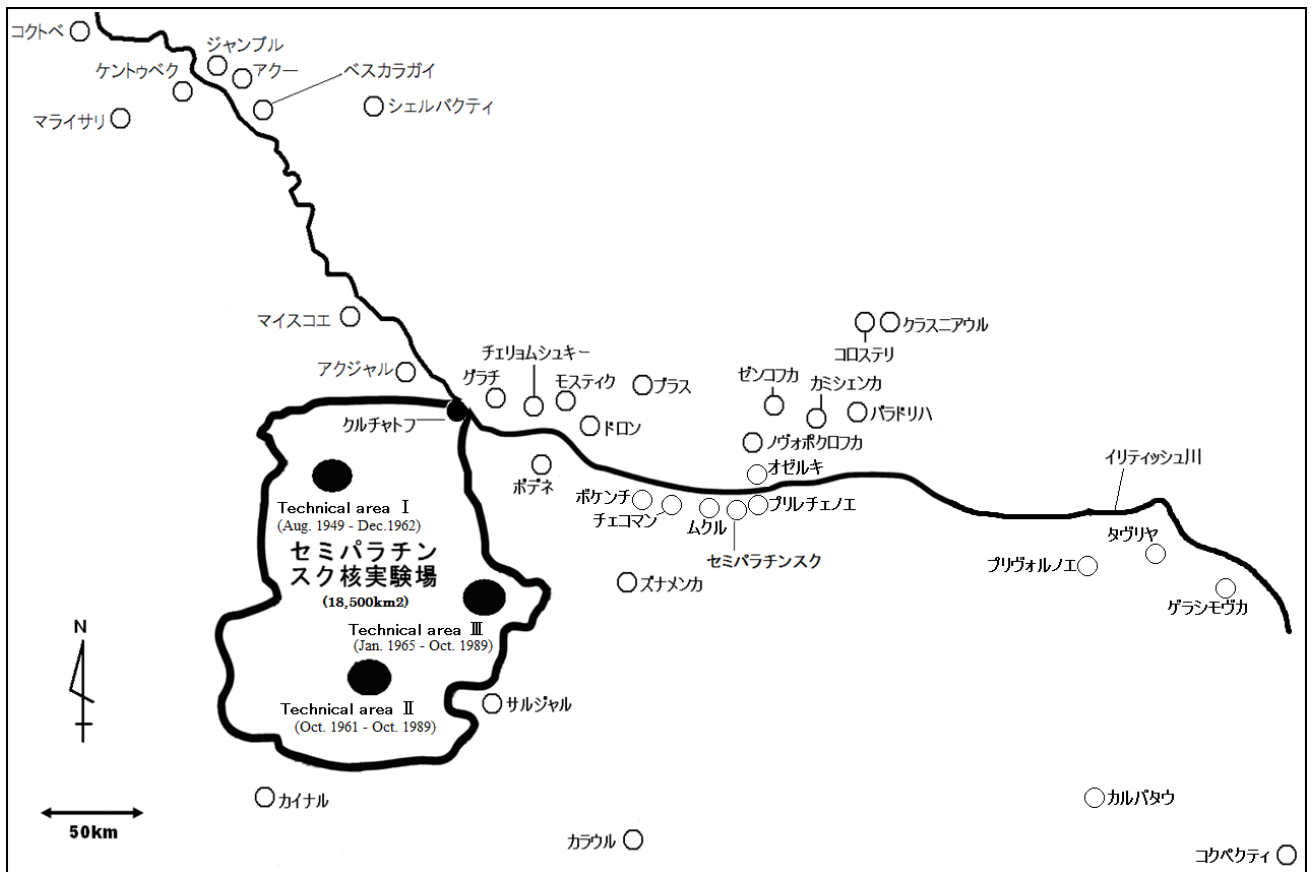 コクトベ
ジャンブル
ケントゥベク
アクー
ベスカラガイ
マライサリ
シェルバクティ
マイスコエ
アクジャル
クラスニアウル
コロステリ
チェリョムシュキー
グラチ
モスティク
プラス
ゼンコフカ
カミシェンカ
バラドリハ
クルチャトフ
ドロン
ノヴォポクロフカ
イリティッシュ川
オゼルキ
ボデネ
ボケンチ
チェコマン
ムクル
プリレチェノエ
セミパラチンスク
タヴリヤ
プリヴォルノエ
ゲラシモヴカ
Technical area Ⅰ
(Aug. 1949 - Dec.1962)
セミパラチン
スク核実験場
(18,500km2)
ズナメンカ
Technical area Ⅲ
(Jan. 1965 - Oct. 1989)
Technical area Ⅱ
(Oct. 1961 - Oct. 1989)
サルジャル
N
カイナル
50km
カラウル
カルバタウ
コクペクティ